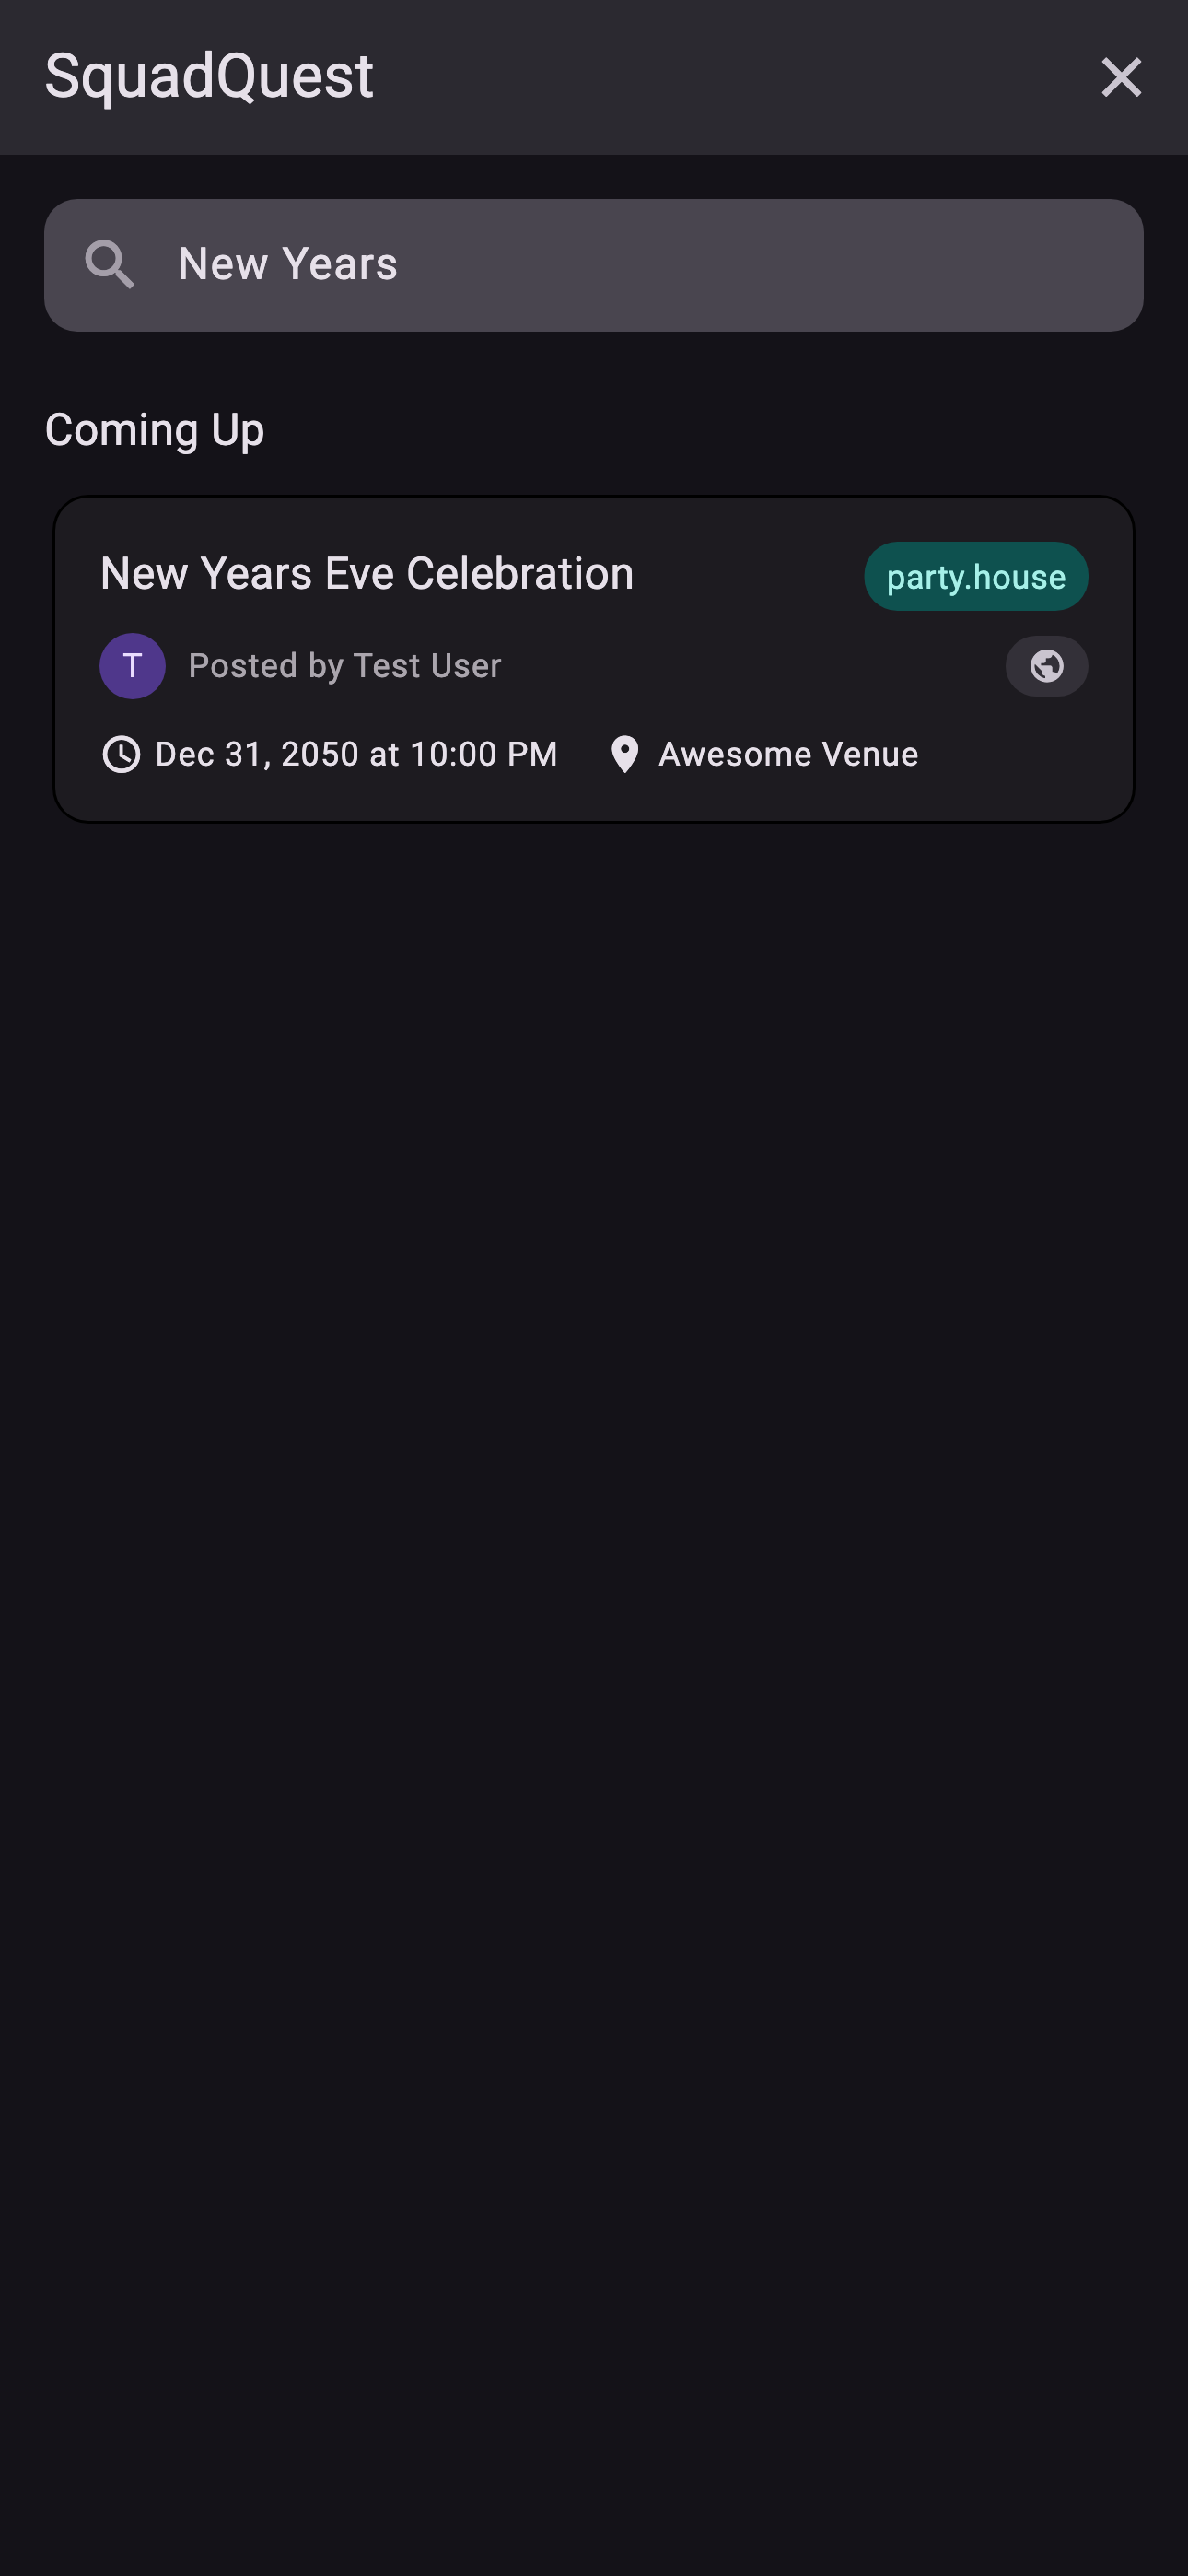 SquadQuest
New Years
Coming Up
New Years Eve Celebration
party.house
T
Posted by Test User
Dec 31, 2050 at 10:00 PM
Awesome Venue